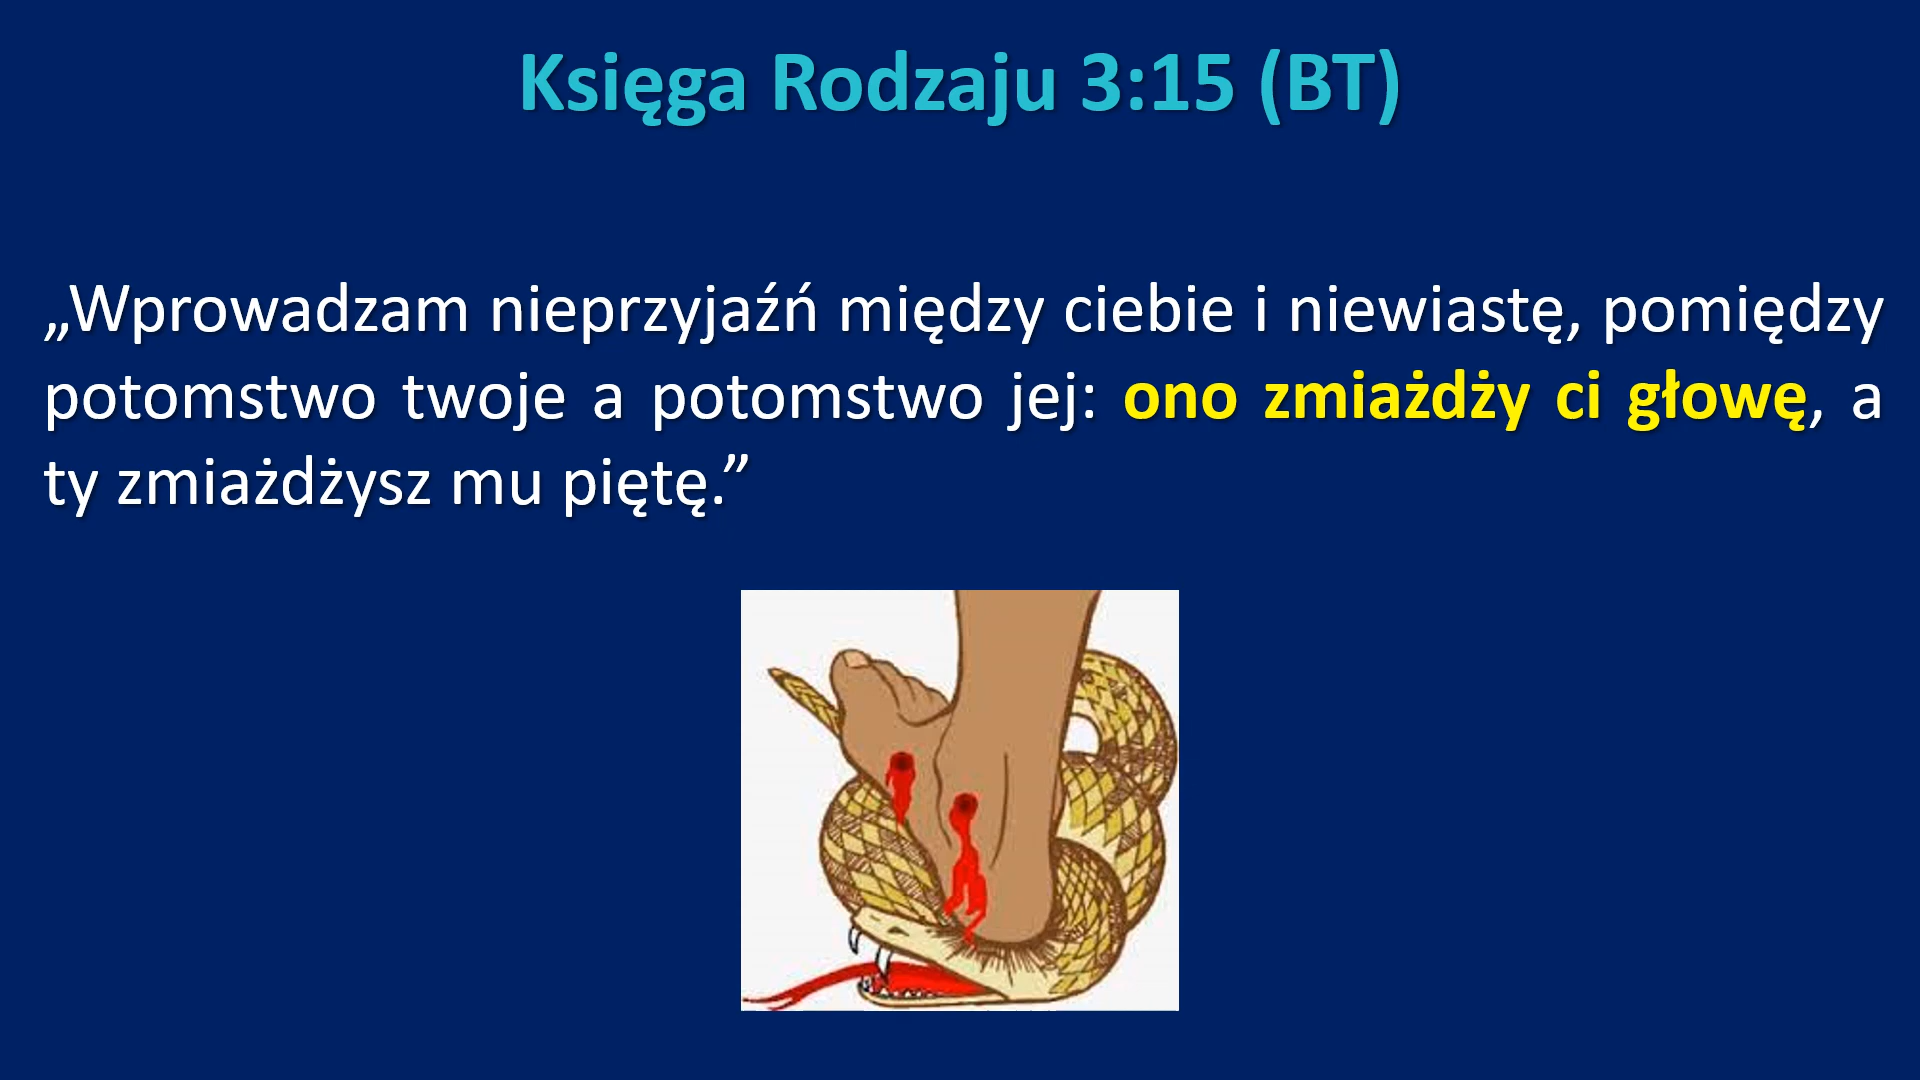 Księga Rodzaju 3:15 (BT)
„Wprowadzam nieprzyjaźń między ciebie i niewiastę, pomiędzy
potomstwo twoje a potomstwo jej: ono zmiażdży ci głowę, a
ty zmiażdżysz mu piętę.”